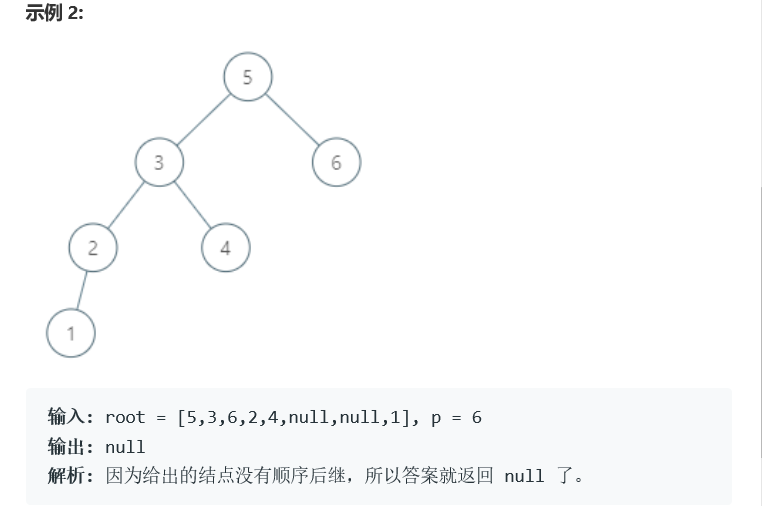 示例 2:
5
3
6
2
4
1
输入: root = [5,3,6,2,4,null,null,1], p = 6
输出: null
解析: 因为给出的结点没有顺序后继，所以答案就返回 null 了。